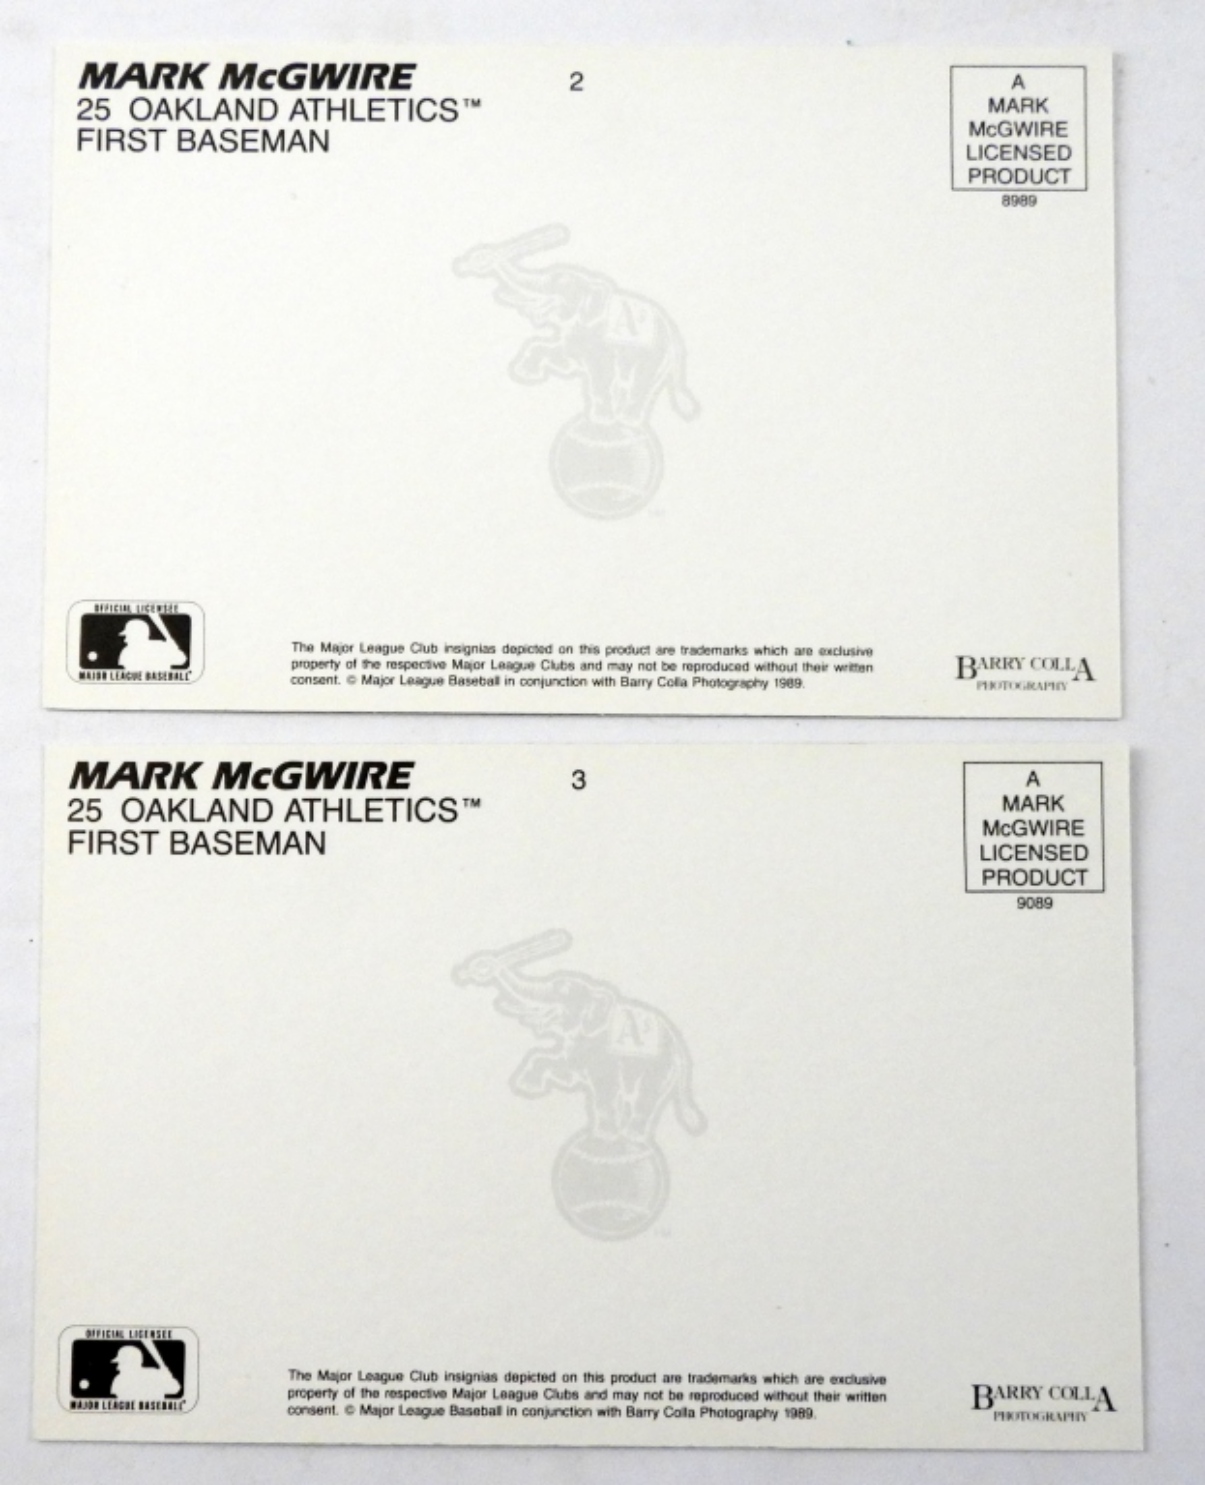 MARK McGWIRE
25 OAKLAND ATHLETICS™
FIRST BASEMAN
2
A
MARK
McGWIRE
LICENSED
PRODUCT
8989
A's
OFFICIAL LICENSEE
MAJOR LEAGUE BASEBALL
The Major League Club insignias depicted on this product are trademarks which are exclusive
property of the respective Major League Clubs and may not be reproduced without their written
consent. © Major League Baseball in conjunction with Barry Colla Photography 1989.
BARRY COLLA
PHOTOGRAPHY
MARK McGWIRE
25 OAKLAND ATHLETICS™
FIRST BASEMAN
3
A
MARK
McGWIRE
LICENSED
PRODUCT
9089
A's
OFFICIAL LICENSEE
MAJOR LEAGUE BASEBALL
The Major League Club insignias depicted on this product are trademarks which are exclusive
property of the respective Major League Clubs and may not be reproduced without their written
consent. © Major League Baseball in conjunction with Barry Colla Photography 1989.
BARRY COLLA
PHOTOGRAPHY